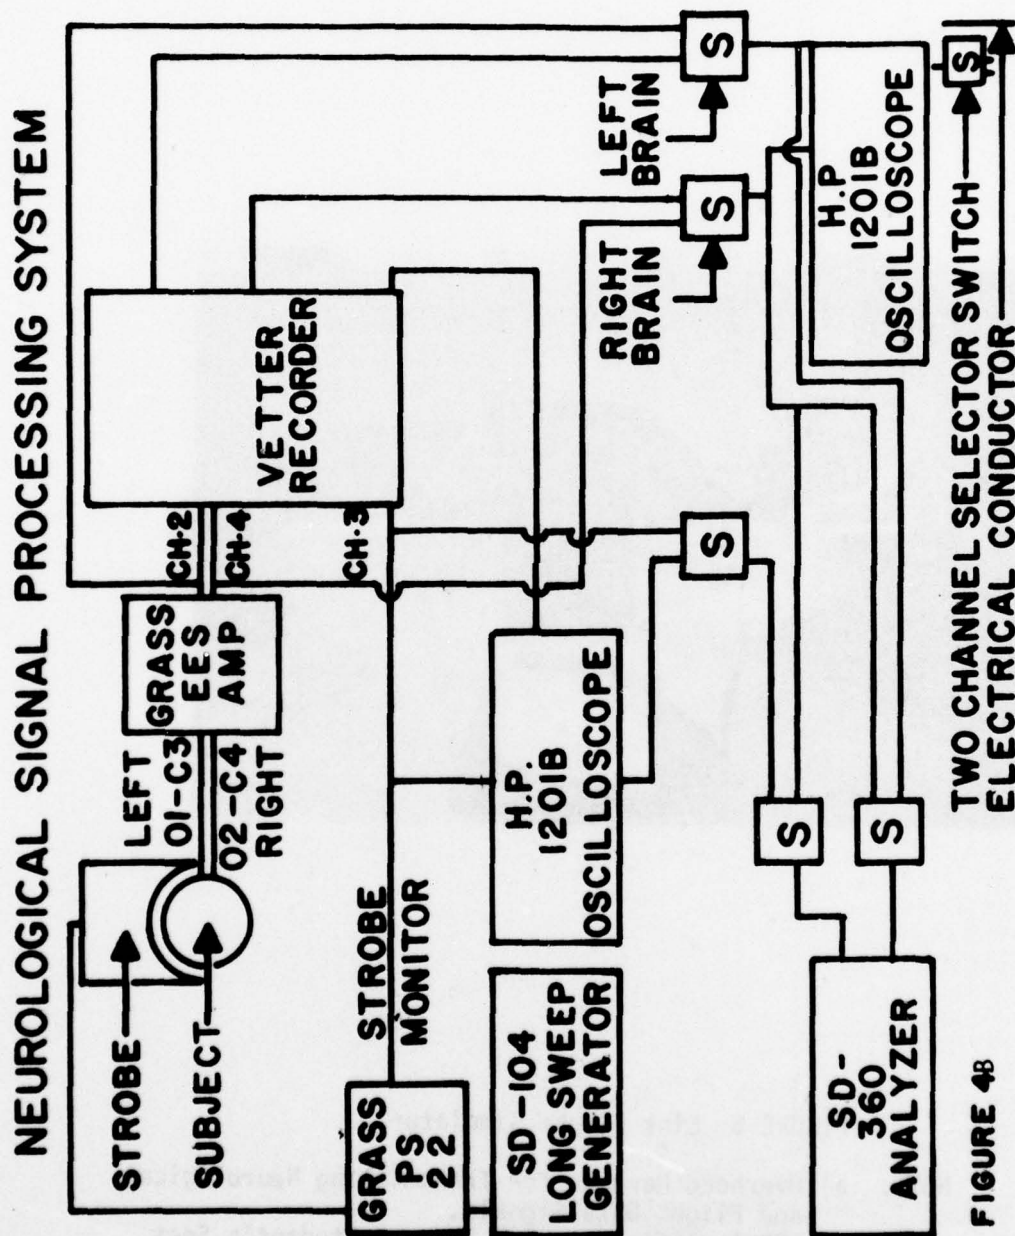 NEUROLOGICAL SIGNAL PROCESSING SYSTEM
STROBE
SUBJECT
LEFT
O1-C3
O2-C4
RIGHT
GRASS
EES
AMP
CH-2
CH-4
CH-3
VETTER
RECORDER
GRASS
PS
22
STROBE
MONITOR
SD-104
LONG SWEEP
GENERATOR
H.P.
1201B
OSCILLOSCOPE
RIGHT
BRAIN
LEFT
BRAIN
S
S
S
S
S
H.P
1201B
OSCILLOSCOPE
S
SD-
360
ANALYZER
TWO CHANNEL SELECTOR SWITCH
ELECTRICAL CONDUCTOR
FIGURE 4B